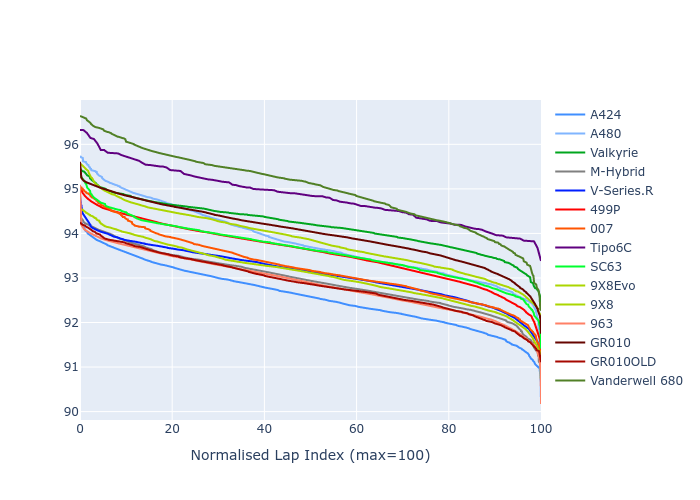 96
95
94
93
92
91
90
0 20 40 60 80 100
Normalised Lap Index (max=100)
A424
A480
Valkyrie
M-Hybrid
V-Series.R
499P
007
Tipo6C
SC63
9X8Evo
9X8
963
GR010
GR010OLD
Vanderwell 680